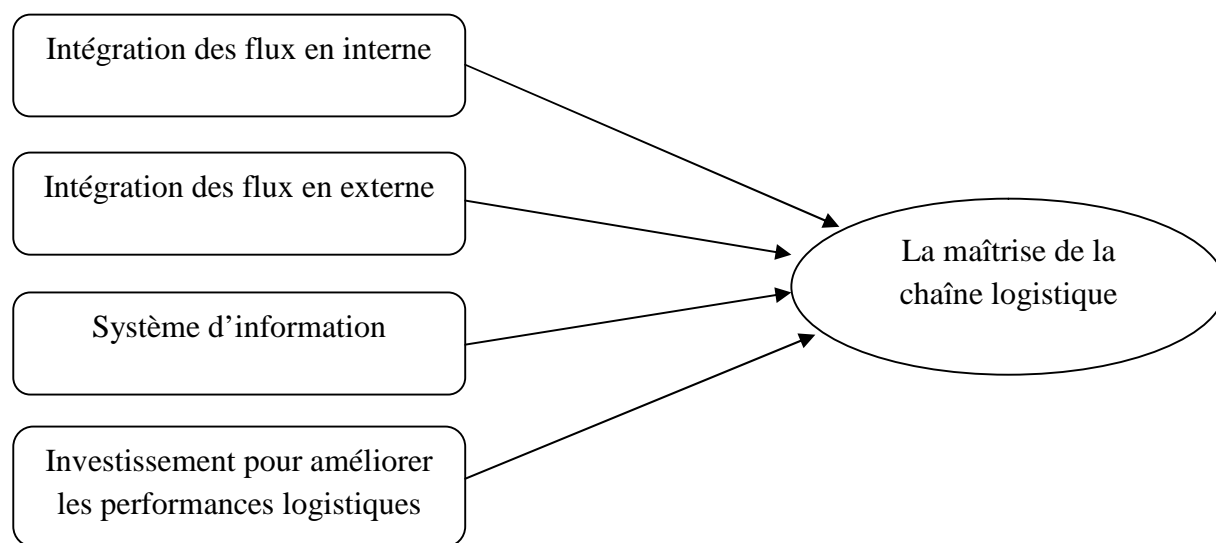 Intégration des flux en interne
Intégration des flux en externe
Système d’information
Investissement pour améliorer
les performances logistiques
La maîtrise de la
chaîne logistique